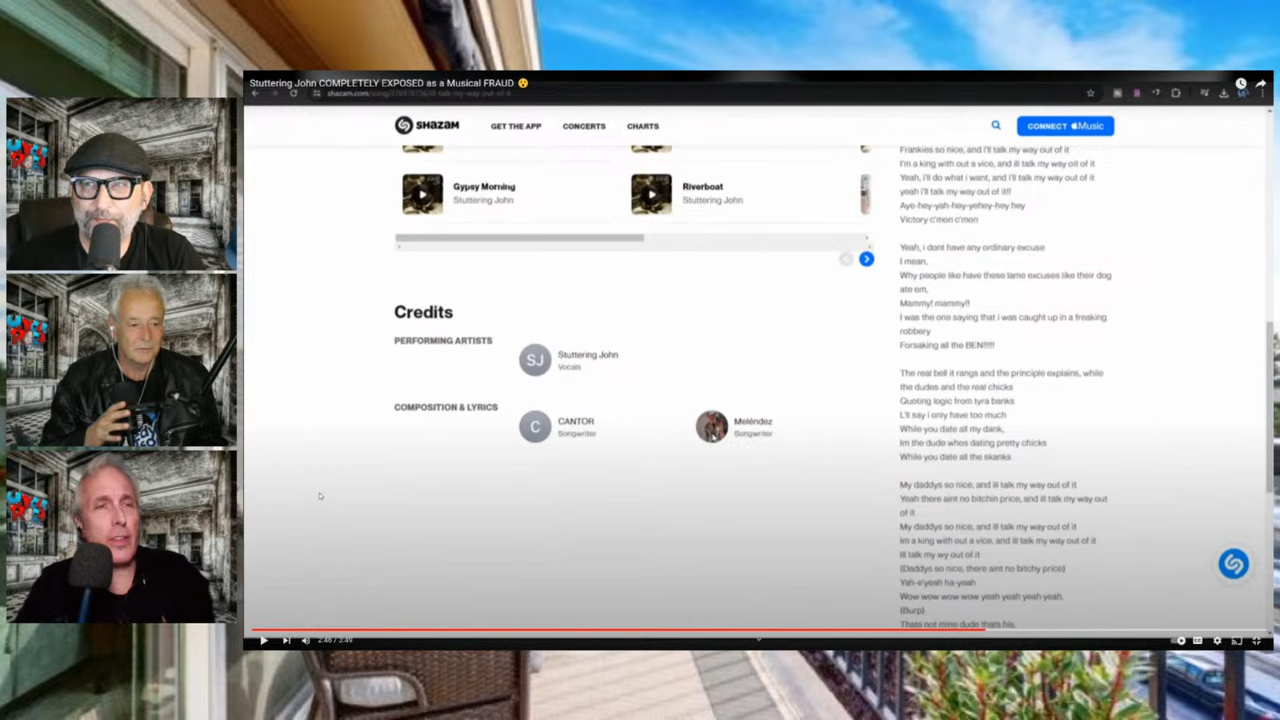 Stuttering John COMPLETELY EXPOSED as a Musical FRAUD 😯
shazam.com/song/
SHAZAM
GET THE APP
CONCERTS
CHARTS
CONNECT Music
Gypsy Morning
Stuttering John
Riverboat
Stuttering John
Credits
PERFORMING ARTISTS
SJ
Stuttering John
Vocals
COMPOSITION & LYRICS
C
CANTOR
Songwriter
Meléndez
Songwriter
Frankies so nice, and i'll talk my way out of it
I'm a king with out a vice, and ill talk my way oit of it
Yeah, i'll do what i want, and i'll talk my way out of it
yeah i'll talk my way out of it!!
Aye-hey-yah-hey-yehey-hey hey
Victory c'mon c'mon
Yeah, i dont have any ordinary excuse
I mean,
Why people like have these lame excuses like their dog
ate em,
Mammy! mammy!!
I was the one saying that i was caught up in a freaking
robbery
Forsaking all the BEN!!!!!
The real bell it rangs and the principle explains, while
the dudes and the real chicks
Quoting logic from tyra banks
L'll say i only have too much
While you date all my dank,
Im the dude whos dating pretty chicks
While you date all the skanks
My daddys so nice, and ill talk my way out of it
Yeah there aint no bitchin price, and ill talk my way out
of it
My daddys so nice, and ill talk my way out of it
Im a king with out a vice, and ill talk my way out of it
Ill talk my wy out of it
(Daddys so nice, there aint no bitchy price)
Yah-e'yeah ha-yeah
Wow wow wow wow yeah yeah yeah yeah.
(Burp)
Thats not mine dude thats his.
2:46 / 3:49